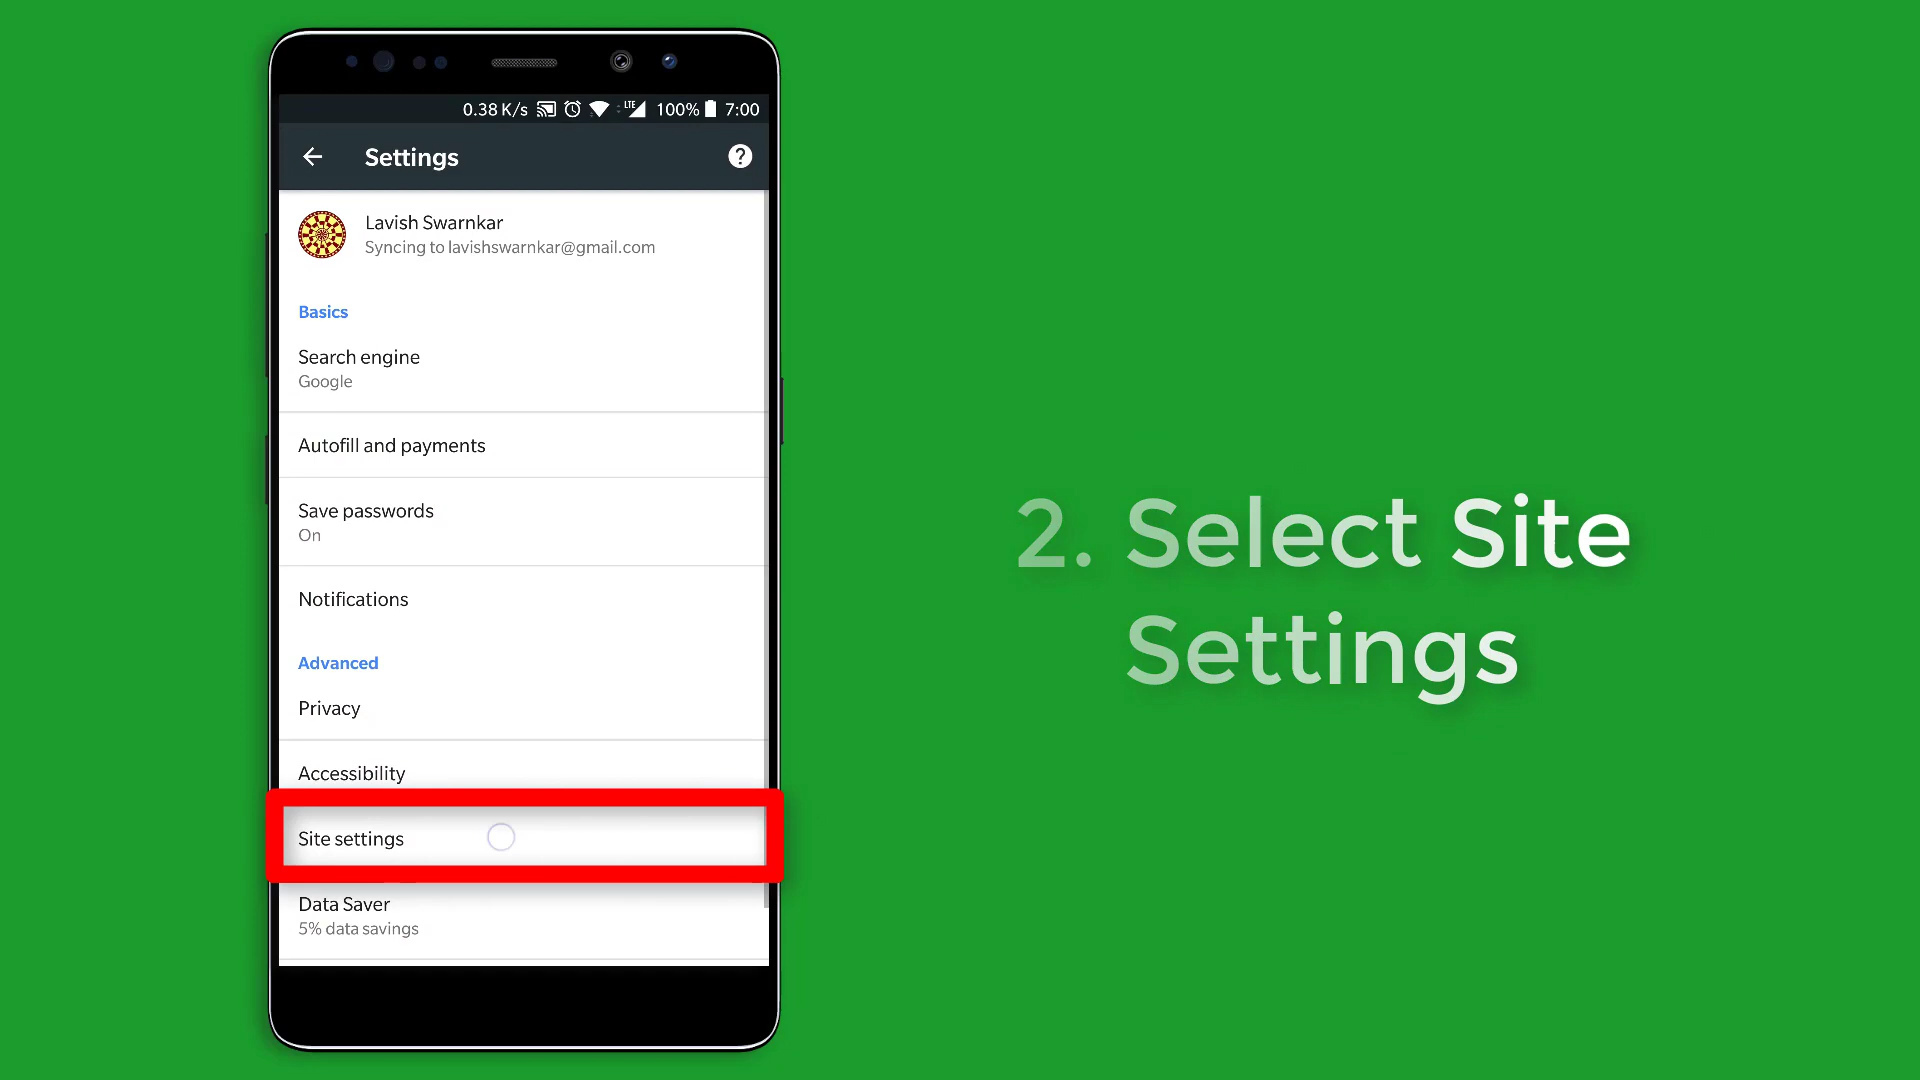 0.38 K/s LTE 100% 7:00
Settings
Lavish Swarnkar
Syncing to lavishswarnkar@gmail.com
Basics
Search engine
Google
Autofill and payments
Save passwords
On
Notifications
Advanced
Privacy
Accessibility
Site settings
Data Saver
5% data savings
2. Select Site
Settings